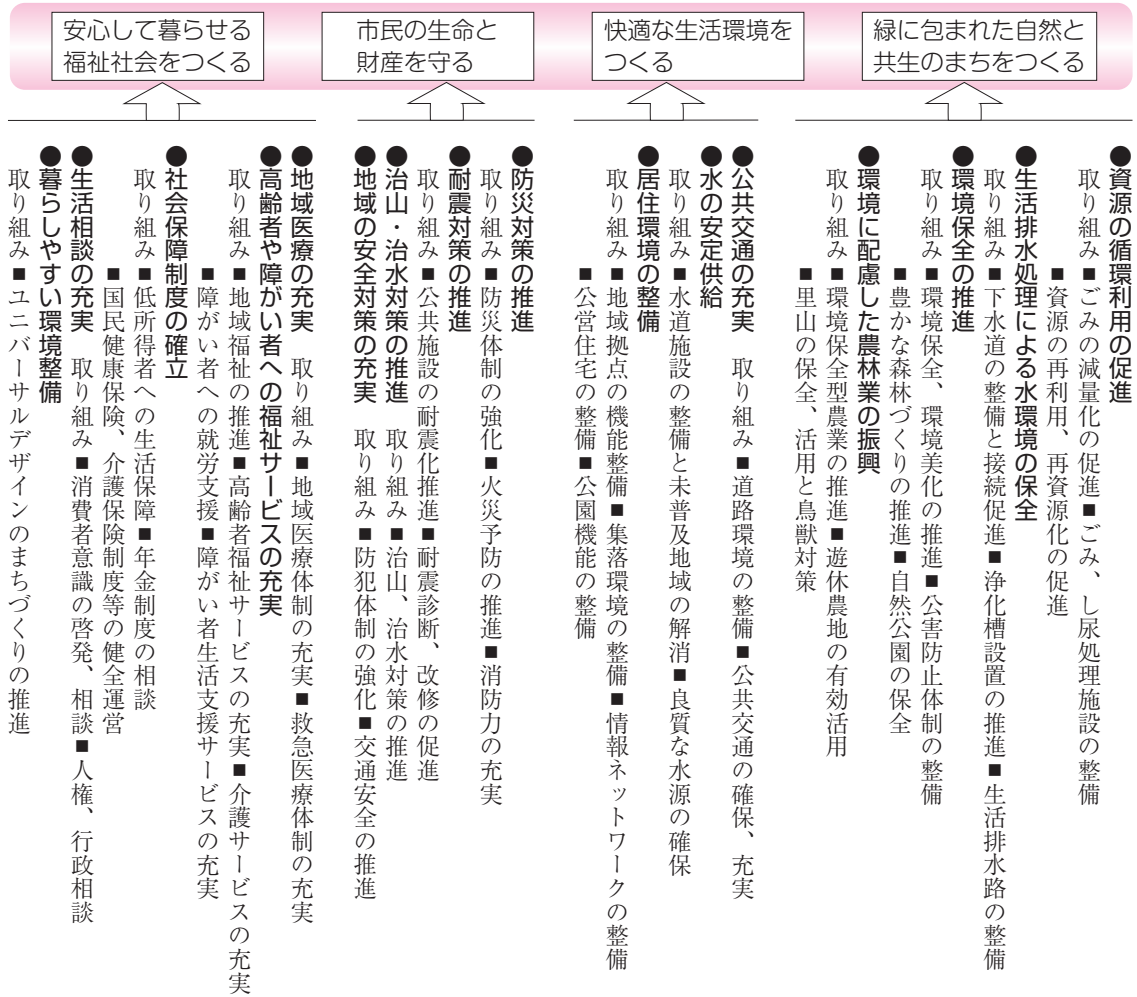 緑に包まれた自然と
共生のまちをつくる
●資源の循環利用の促進
取り組み■ごみの減量化の促進■ごみ、し尿処理施設の整備
■資源の再利用、再資源化の促進
●生活排水処理による水環境の保全
取り組み■下水道の整備と接続促進■浄化槽設置の推進■生活排水路の整備
●環境保全の推進
取り組み■環境保全、環境美化の推進■公害防止体制の整備
■豊かな森林づくりの推進■自然公園の保全
●環境に配慮した農林業の振興
取り組み■環境保全型農業の推進■遊休農地の有効活用
■里山の保全、活用と鳥獣対策
快適な生活環境を
つくる
●公共交通の充実 取り組み■道路環境の整備■公共交通の確保、充実
●水の安定供給
取り組み■水道施設の整備と未普及地域の解消■良質な水源の確保
●居住環境の整備
取り組み■地域拠点の機能整備■集落環境の整備■情報ネットワークの整備
■公営住宅の整備■公園機能の整備
市民の生命と
財産を守る
●防災対策の推進
取り組み■防災体制の強化■火災予防の推進■消防力の充実
●耐震対策の推進
取り組み■公共施設の耐震化推進■耐震診断、改修の促進
●治山・治水対策の推進 取り組み■治山、治水対策の推進
●地域の安全対策の充実 取り組み■防犯体制の強化■交通安全の推進
安心して暮らせる
福祉社会をつくる
●地域医療の充実 取り組み■地域医療体制の充実■救急医療体制の充実
●高齢者や障がい者への福祉サービスの充実
取り組み■地域福祉の推進■高齢者福祉サービスの充実■介護サービスの充実
■障がい者への就労支援■障がい者生活支援サービスの充実
●社会保障制度の確立
取り組み■低所得者への生活保障■年金制度の相談
■国民健康保険、介護保険制度等の健全運営
●生活相談の充実 取り組み■消費者意識の啓発、相談■人権、行政相談
●暮らしやすい環境整備
取り組み■ユニバーサルデザインのまちづくりの推進